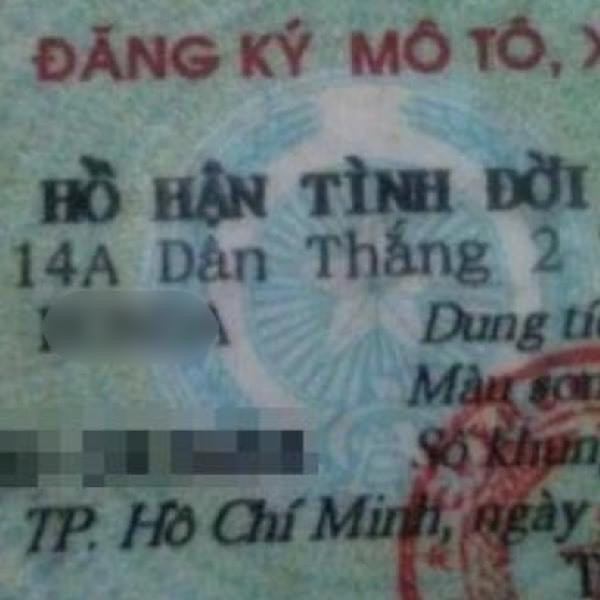 ĐĂNG KÝ MÔ TÔ,
HỒ HẬN TÌNH ĐỜI
14A Dân Thắng 2
Dung
Màu
Số khung
TP. Hồ Chí Minh, ngày